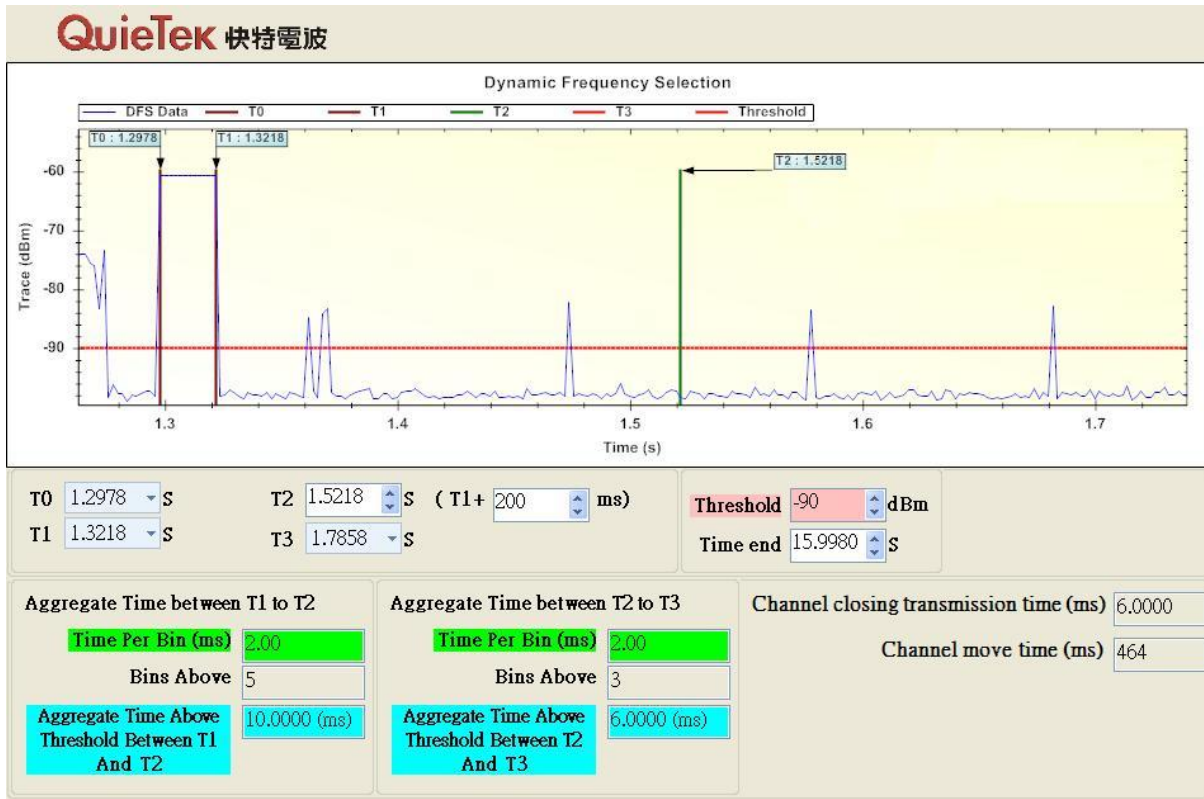 QuieTek 快特電波
Dynamic Frequency Selection
DFS Data T0 T1 T2 T3 Threshold
T0 : 1.2978
T1 : 1.3218
T2 : 1.5218
-60
-70
-80
-90
Trace (dBm)
1.3 1.4 1.5 1.6 1.7
Time (s)
T0 1.2978 S T2 1.5218 S ( T1+ 200 ms)
T1 1.3218 S T3 1.7858 S
Threshold -90 dBm
Time end 15.9980 S
Aggregate Time between T1 to T2
Time Per Bin (ms) 2.00
Bins Above 5
Aggregate Time Above 10.0000 (ms)
Threshold Between T1
And T2
Aggregate Time between T2 to T3
Time Per Bin (ms) 2.00
Bins Above 3
Aggregate Time Above 6.0000 (ms)
Threshold Between T2
And T3
Channel closing transmission time (ms) 6.0000
Channel move time (ms) 464